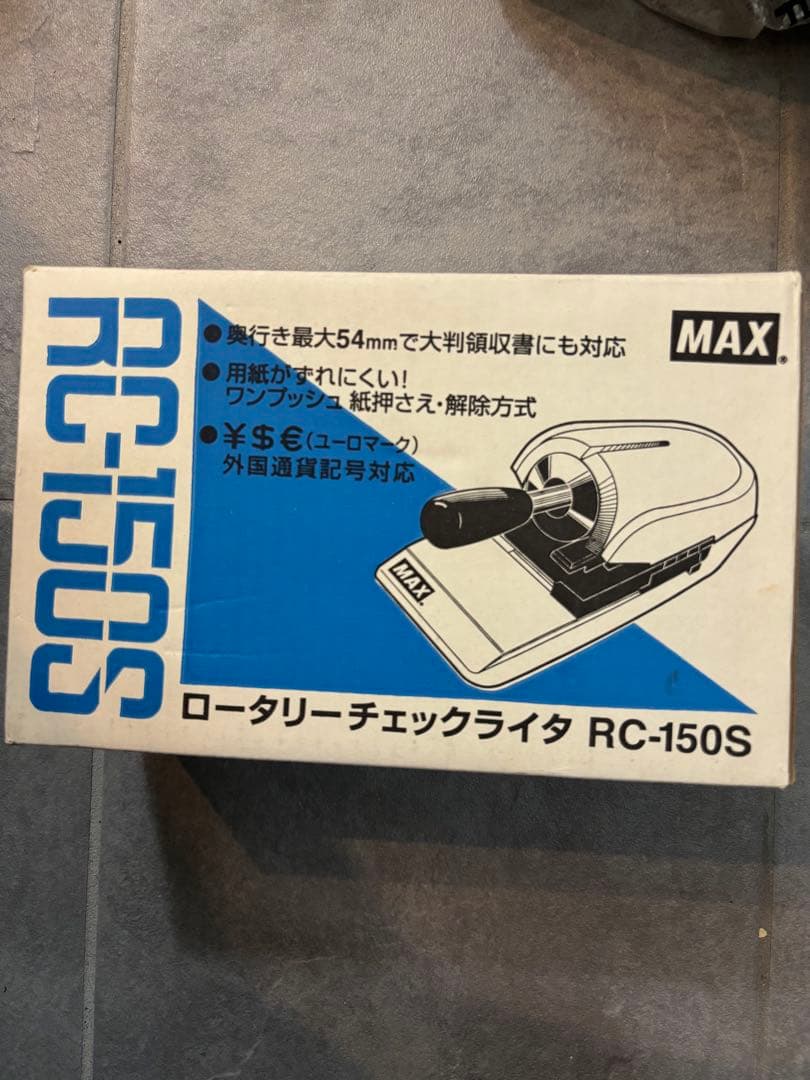 RC-150S
●奥行き最大54mmで大判領収書にも対応
●用紙がずれにくい!
ワンプッシュ 紙押さえ・解除方式
●¥$€(ユーロマーク)
外国通貨記号対応
MAX®
MAX®
ロータリーチェックライタ RC-150S